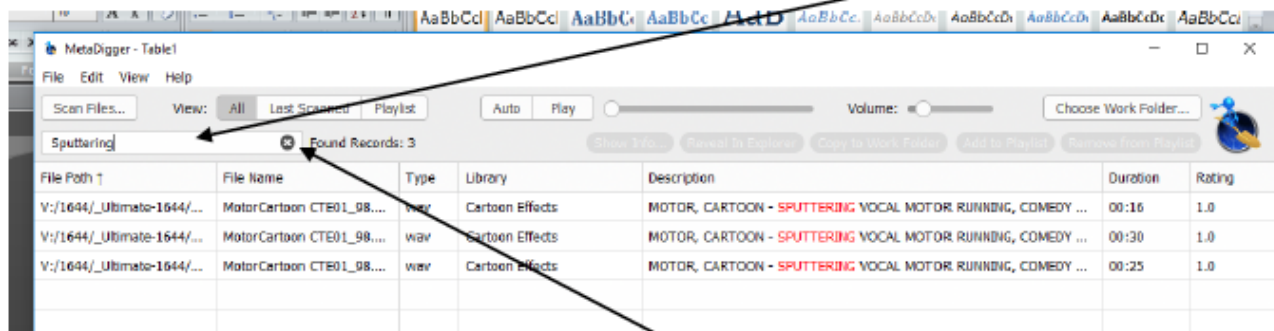 AaBbCcl AaBbCcl AaBbC AaBbCc AaBbCc. AaBbCcDc AaBbCcDc AaBbCcDc AaBbCcDc AaBbCcl
MetaDigger - Table1
File Edit View Help
Scan Files... View: All Last Scanned Playlist Auto Play Volume: Choose Work Folder...
Sputtering Found Records: 3 Show Info... Reveal In Explorer Copy to Work Folder Add to Playlist Remove from Playlist
File Path ↑ File Name Type Library Description Duration Rating
V:/1644/_Ultimate-1644/... MotorCartoon CTE01_98.... wav Cartoon Effects MOTOR, CARTOON - SPUTTERING VOCAL MOTOR RUNNING, COMEDY ... 00:16 1.0
V:/1644/_Ultimate-1644/... MotorCartoon CTE01_98.... wav Cartoon Effects MOTOR, CARTOON - SPUTTERING VOCAL MOTOR RUNNING, COMEDY ... 00:30 1.0
V:/1644/_Ultimate-1644/... MotorCartoon CTE01_98.... wav Cartoon Effects MOTOR, CARTOON - SPUTTERING VOCAL MOTOR RUNNING, COMEDY ... 00:25 1.0